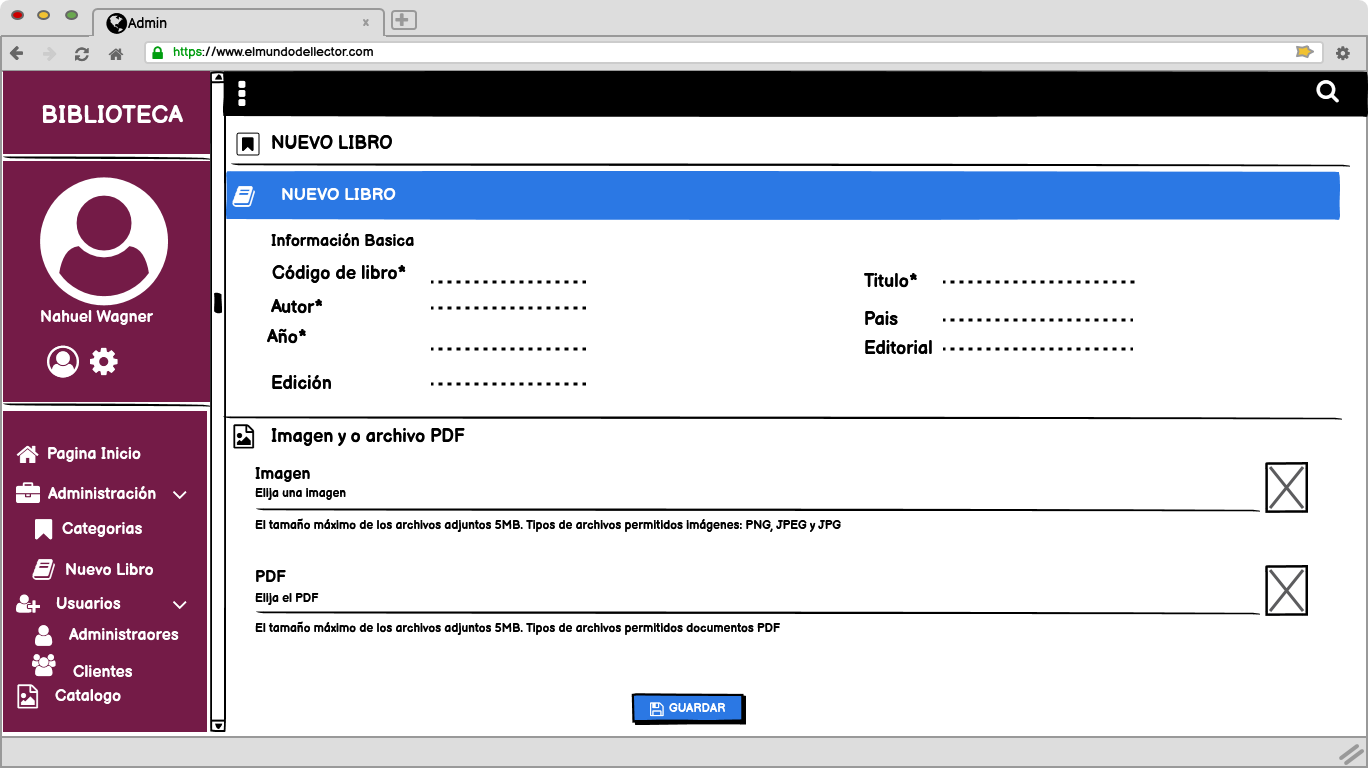 Admin
https://www.elmundodellector.com
BIBLIOTECA
Nahuel Wagner
Pagina Inicio
Administración
Categorias
Nuevo Libro
Usuarios
Administraores
Clientes
Catalogo
NUEVO LIBRO
NUEVO LIBRO
Información Basica
Código de libro*
Autor*
Año*
Edición
Titulo*
Pais
Editorial
Imagen y o archivo PDF
Imagen
Elija una imagen
El tamaño máximo de los archivos adjuntos 5MB. Tipos de archivos permitidos imágenes: PNG, JPEG y JPG
PDF
Elija el PDF
El tamaño máximo de los archivos adjuntos 5MB. Tipos de archivos permitidos documentos PDF
GUARDAR